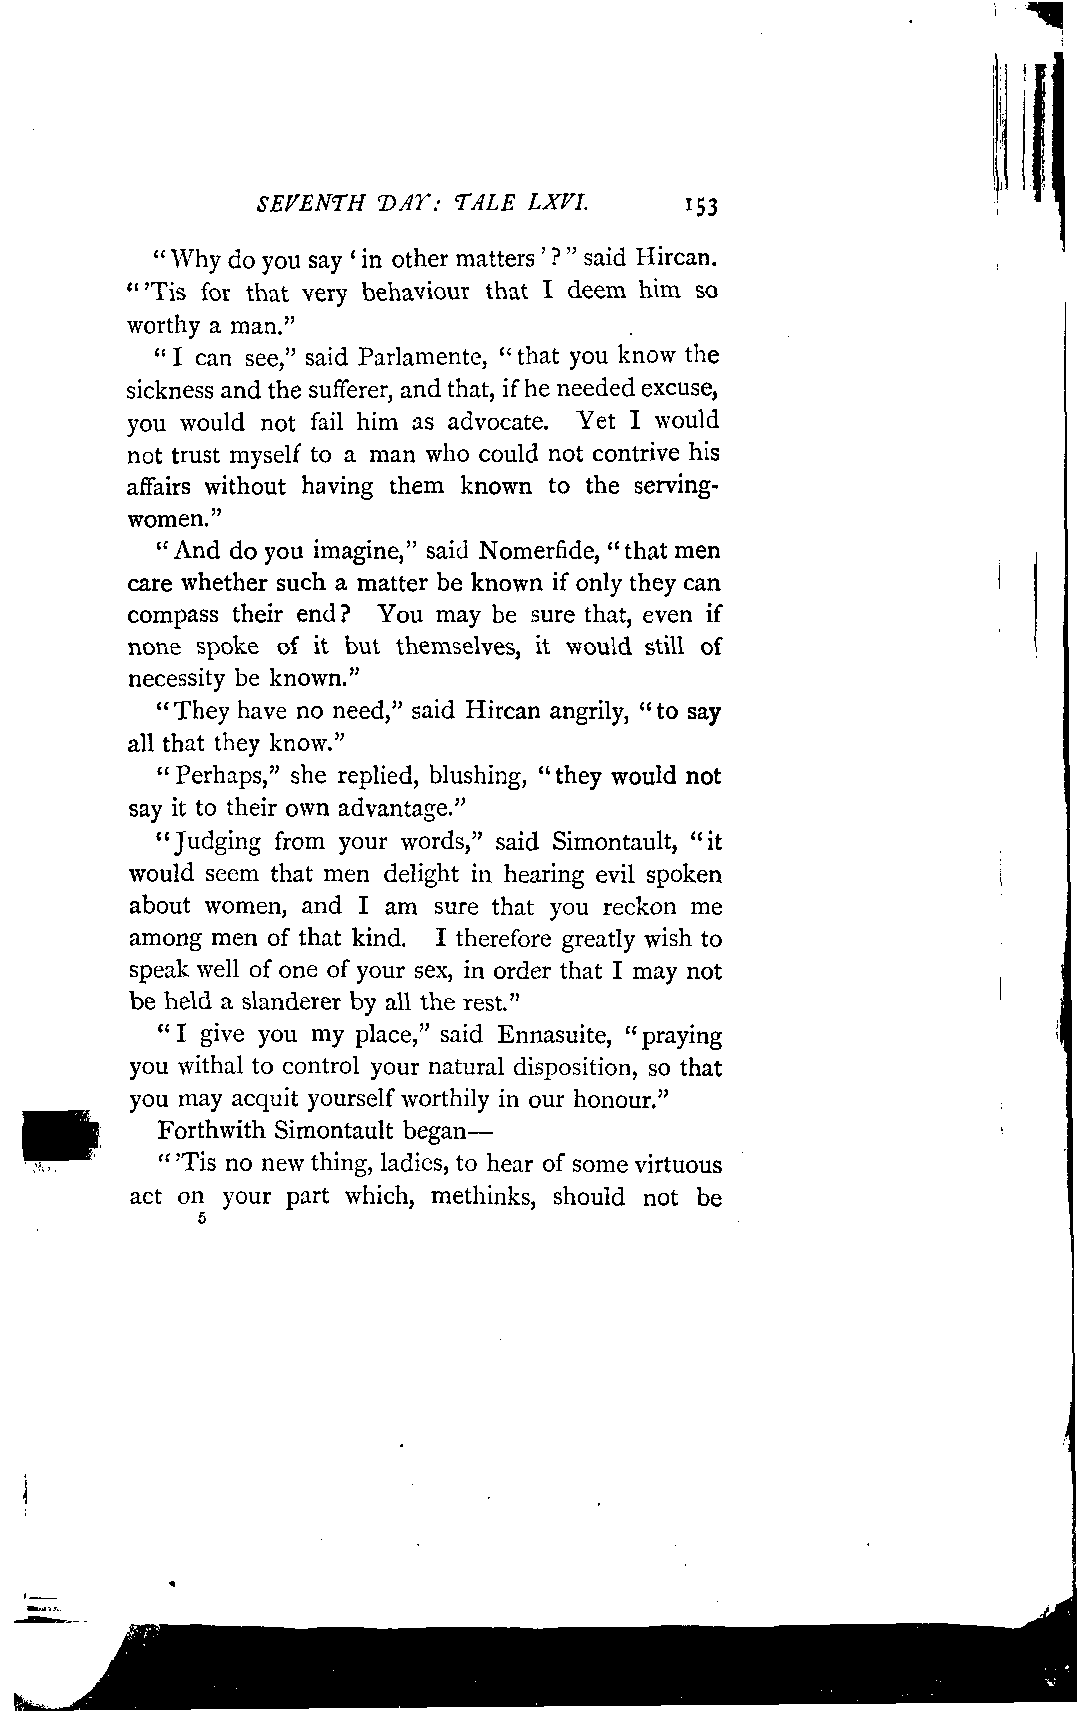 SEVENTH DAY: TALE LXVI. 153
"Why do you say 'in other matters'?" said Hircan.
"'Tis for that very behaviour that I deem him so
worthy a man."
"I can see," said Parlamente, "that you know the
sickness and the sufferer, and that, if he needed excuse,
you would not fail him as advocate. Yet I would
not trust myself to a man who could not contrive his
affairs without having them known to the serving-
women."
"And do you imagine," said Nomerfide, "that men
care whether such a matter be known if only they can
compass their end? You may be sure that, even if
none spoke of it but themselves, it would still of
necessity be known."
"They have no need," said Hircan angrily, "to say
all that they know."
"Perhaps," she replied, blushing, "they would not
say it to their own advantage."
"Judging from your words," said Simontault, "it
would seem that men delight in hearing evil spoken
about women, and I am sure that you reckon me
among men of that kind. I therefore greatly wish to
speak well of one of your sex, in order that I may not
be held a slanderer by all the rest."
"I give you my place," said Ennasuite, "praying
you withal to control your natural disposition, so that
you may acquit yourself worthily in our honour."
Forthwith Simontault began—
"'Tis no new thing, ladies, to hear of some virtuous
act on your part which, methinks, should not be
5